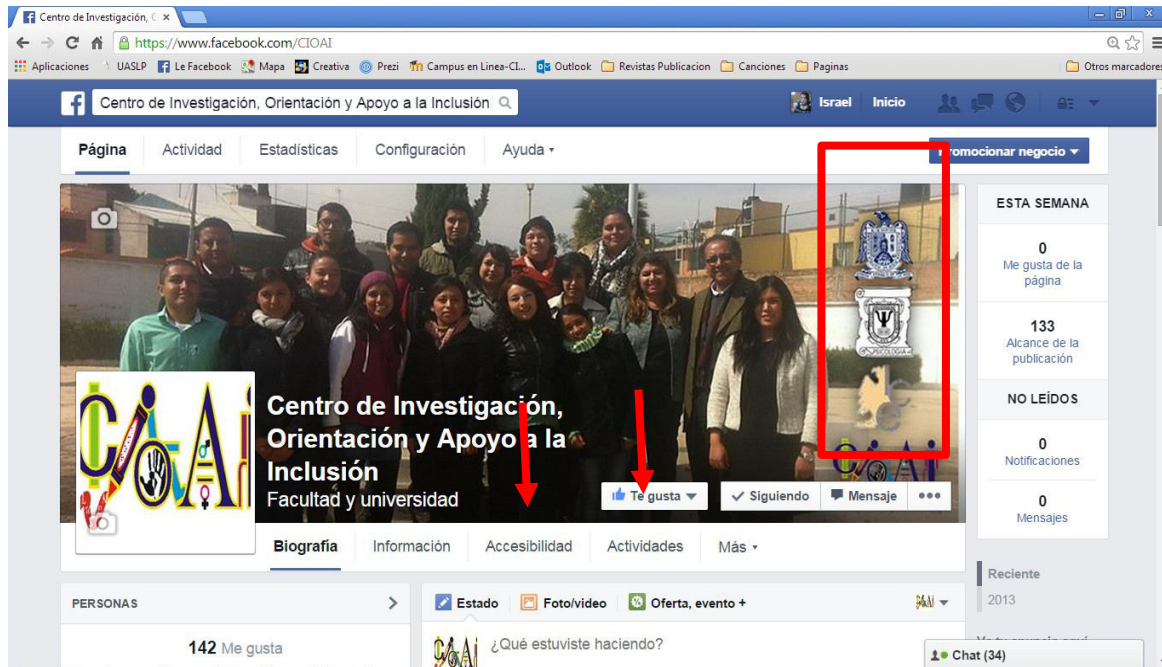 Centro de Investigación, C
https://www.facebook.com/CIOAI
Aplicaciones UASLP Le Facebook Mapa Creativa Prezi Campus en Linea-CI... Outlook Revistas Publicacion Canciones Paginas Otros marcadores
Centro de Investigación, Orientación y Apoyo a la Inclusión Israel Inicio
Página Actividad Estadísticas Configuración Ayuda Promocionar negocio
ESTA SEMANA
0
Me gusta de la
página
133
Alcance de la
publicación
NO LEÍDOS
0
Notificaciones
0
Mensajes
PSICOLOGIA
CIOAi
CIOAi
Centro de Investigación,
Orientación y Apoyo a la
Inclusión
Facultad y universidad
Te gusta Siguiendo Mensaje
Biografía Información Accesibilidad Actividades Más
Reciente
2013
PERSONAS
142 Me gusta
Estado Foto/video Oferta, evento +
¿Qué estuviste haciendo?
Chat (34)